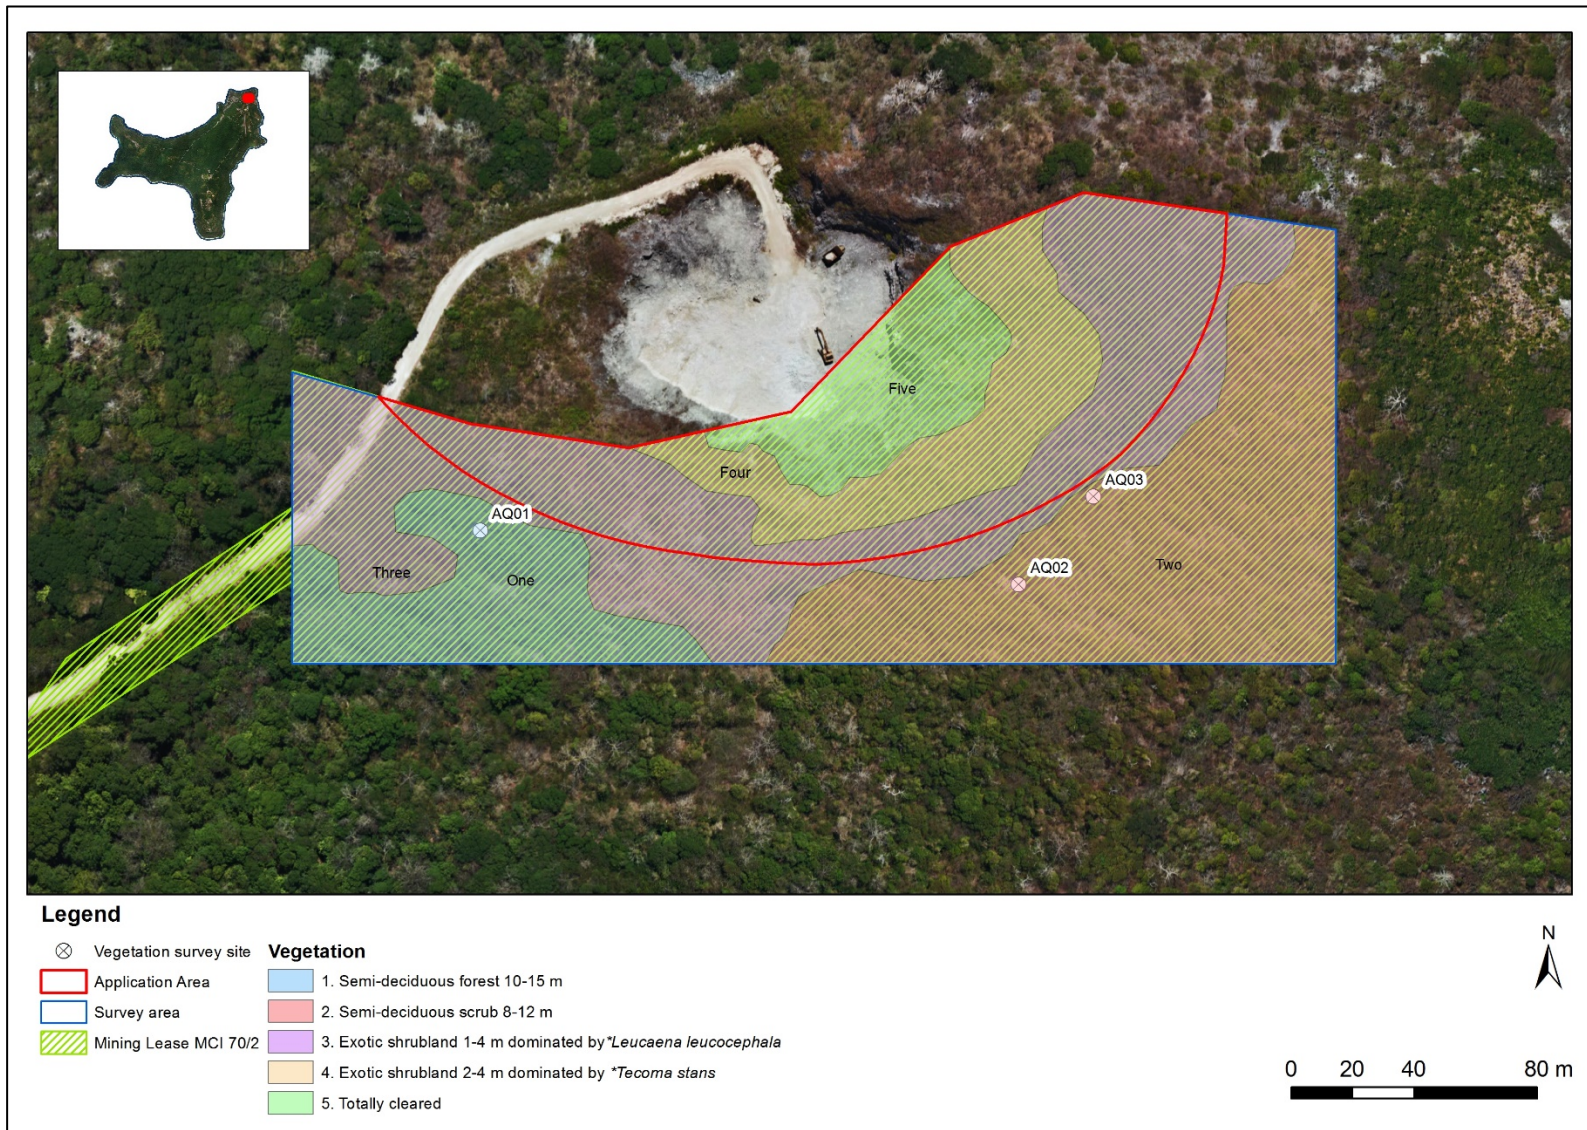 Five
Four
AQ03
AQ01
AQ02
Two
Three
One
Legend
N
Vegetation survey site
Application Area
Survey area
Mining Lease MCI 70/2
Vegetation
1. Semi-deciduous forest 10-15 m
2. Semi-deciduous scrub 8-12 m
3. Exotic shrubland 1-4 m dominated by *Leucaena leucocephala
4. Exotic shrubland 2-4 m dominated by *Tecoma stans
5. Totally cleared
0 20 40 80 m